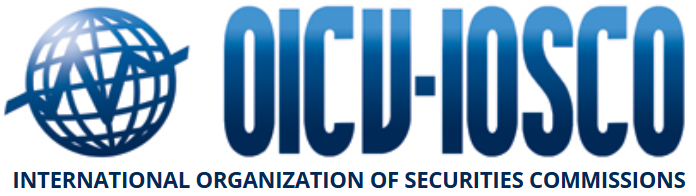 OICV-IOSCO
INTERNATIONAL ORGANIZATION OF SECURITIES COMMISSIONS